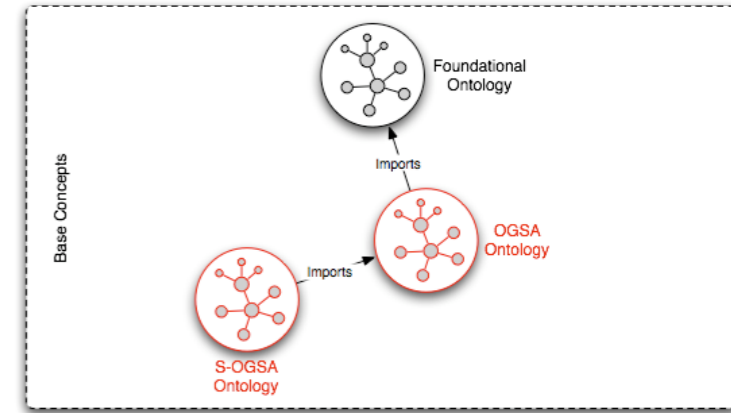 Foundational
Ontology
Imports
OGSA
Ontology
Base Concepts
Imports
S-OGSA
Ontology